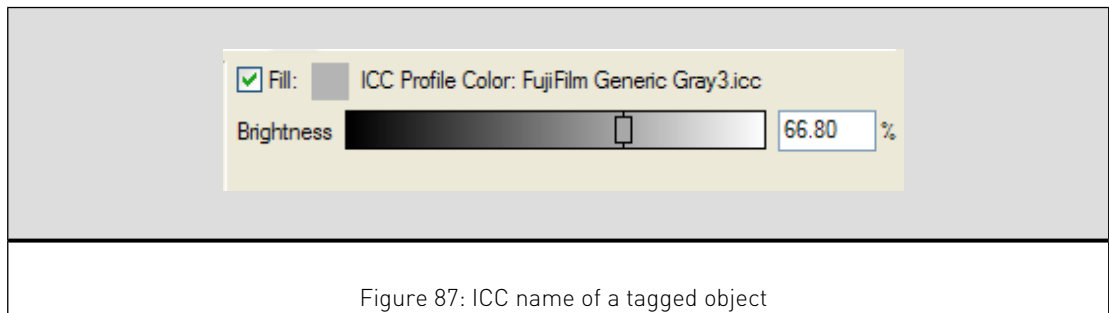 Fill: ICC Profile Color: FujiFilm Generic Gray3.icc
Brightness 66.80 %
Figure 87: ICC name of a tagged object